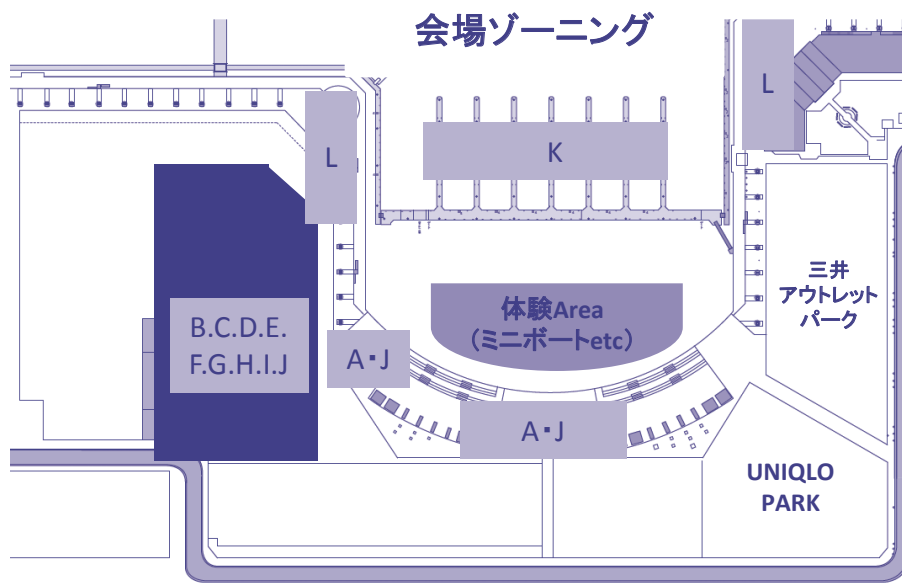 会場ゾーニング
L
L
K
三井
アウトレット
パーク
体験Area
（ミニボートetc）
B.C.D.E.
F.G.H.I.J
A・J
A・J
UNIQLO
PARK